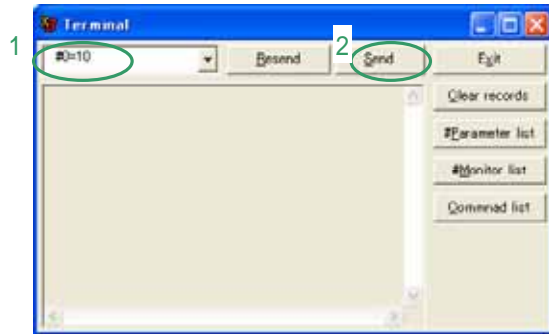 Terminal
1
2
#0=10
Resend
Send
Exit
Clear records
#Parameter list
#Monitor list
Commnad list